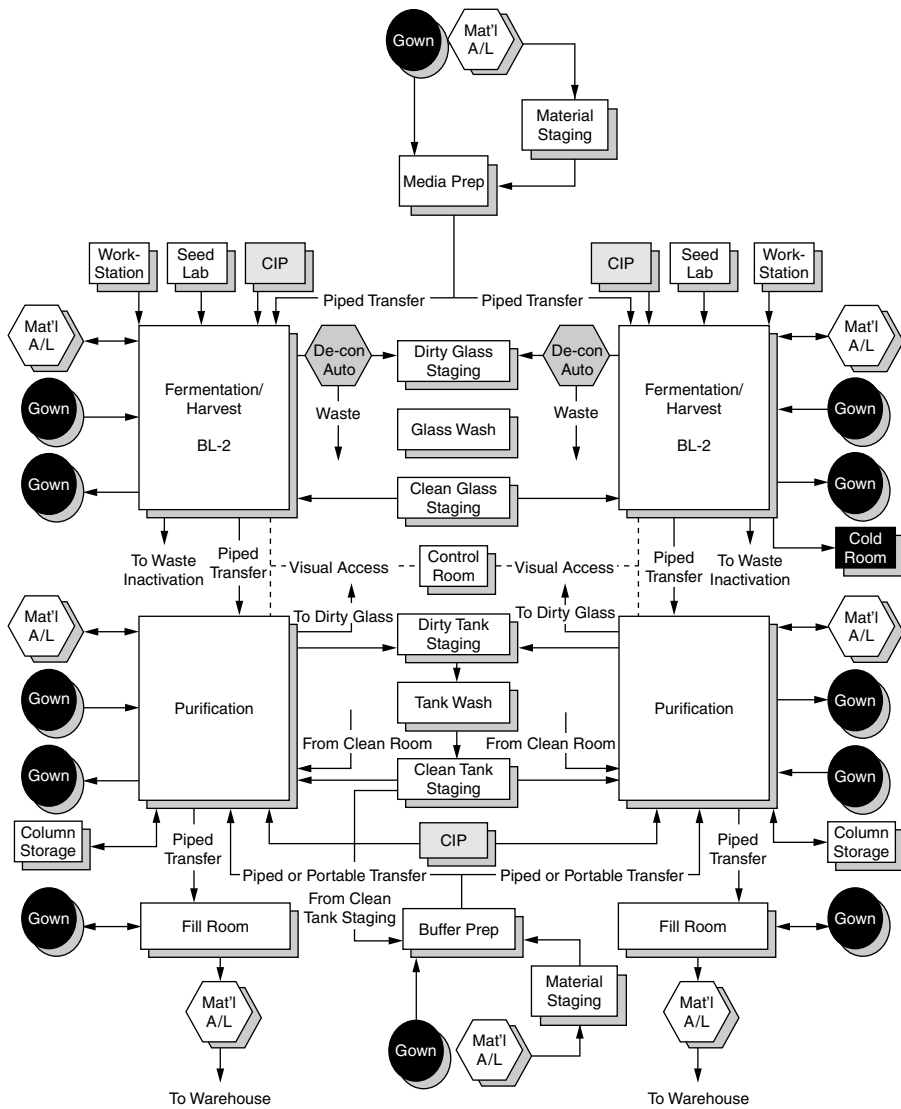 Gown
Mat'l
A/L
Material
Staging
Media Prep
Work-
Station
Seed
Lab
CIP
CIP
Seed
Lab
Work-
Station
Piped Transfer
Piped Transfer
Mat'l
A/L
Gown
Gown
Fermentation/
Harvest
BL-2
De-con
Auto
Dirty Glass
Staging
De-con
Auto
Waste
Glass Wash
Waste
Clean Glass
Staging
Fermentation/
Harvest
BL-2
Mat'l
A/L
Gown
Gown
Cold
Room
To Waste
Inactivation
Piped
Transfer
Visual Access
Control
Room
Visual Access
Piped
Transfer
To Waste
Inactivation
To Dirty Glass
To Dirty Glass
Mat'l
A/L
Gown
Gown
Purification
Dirty Tank
Staging
Tank Wash
From Clean Room
From Clean Room
Clean Tank
Staging
Purification
Mat'l
A/L
Gown
Gown
Column
Storage
Piped
Transfer
CIP
Piped
Transfer
Column
Storage
Piped or Portable Transfer
Piped or Portable Transfer
From Clean
Tank Staging
Gown
Fill Room
Buffer Prep
Fill Room
Gown
Mat'l
A/L
Material
Staging
Mat'l
A/L
Gown
Mat'l
A/L
To Warehouse
To Warehouse